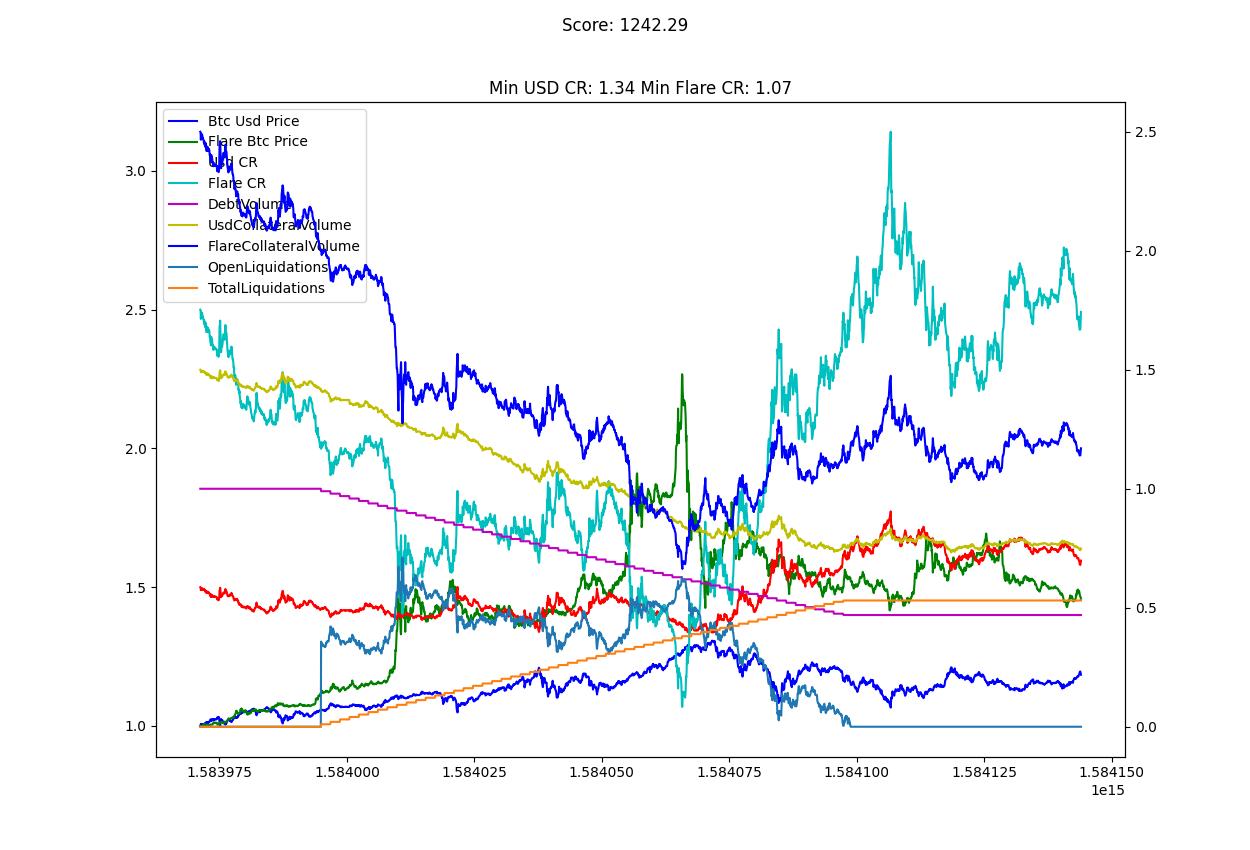 Score: 1242.29
Min USD CR: 1.34 Min Flare CR: 1.07
Btc Usd Price
Flare Btc Price
Usd CR
Flare CR
DebtVolume
UsdCollateralVolume
FlareCollateralVolume
OpenLiquidations
TotalLiquidations
3.0
2.5
2.0
1.5
1.0
2.5
2.0
1.5
1.0
0.5
0.0
1.583975 1.584000 1.584025 1.584050 1.584075 1.584100 1.584125 1.584150
1e15